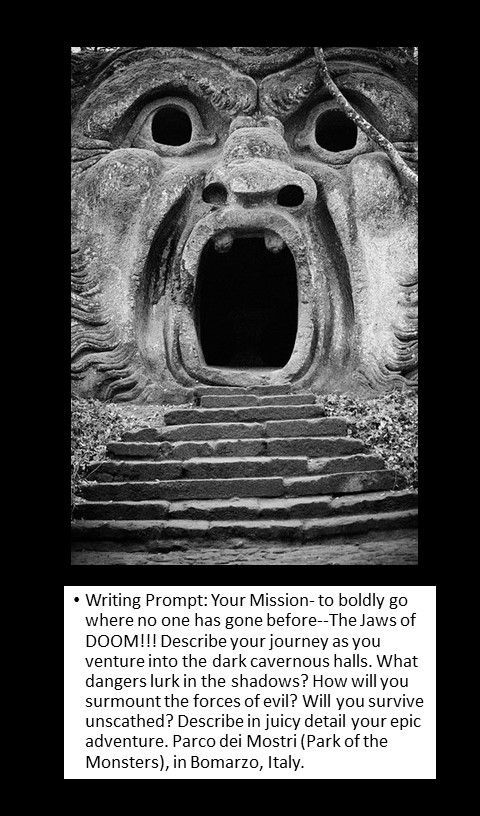 • Writing Prompt: Your Mission- to boldly go
where no one has gone before--The Jaws of
DOOM!!! Describe your journey as you
venture into the dark cavernous halls. What
dangers lurk in the shadows? How will you
surmount the forces of evil? Will you survive
unscathed? Describe in juicy detail your epic
adventure. Parco dei Mostri (Park of the
Monsters), in Bomarzo, Italy.